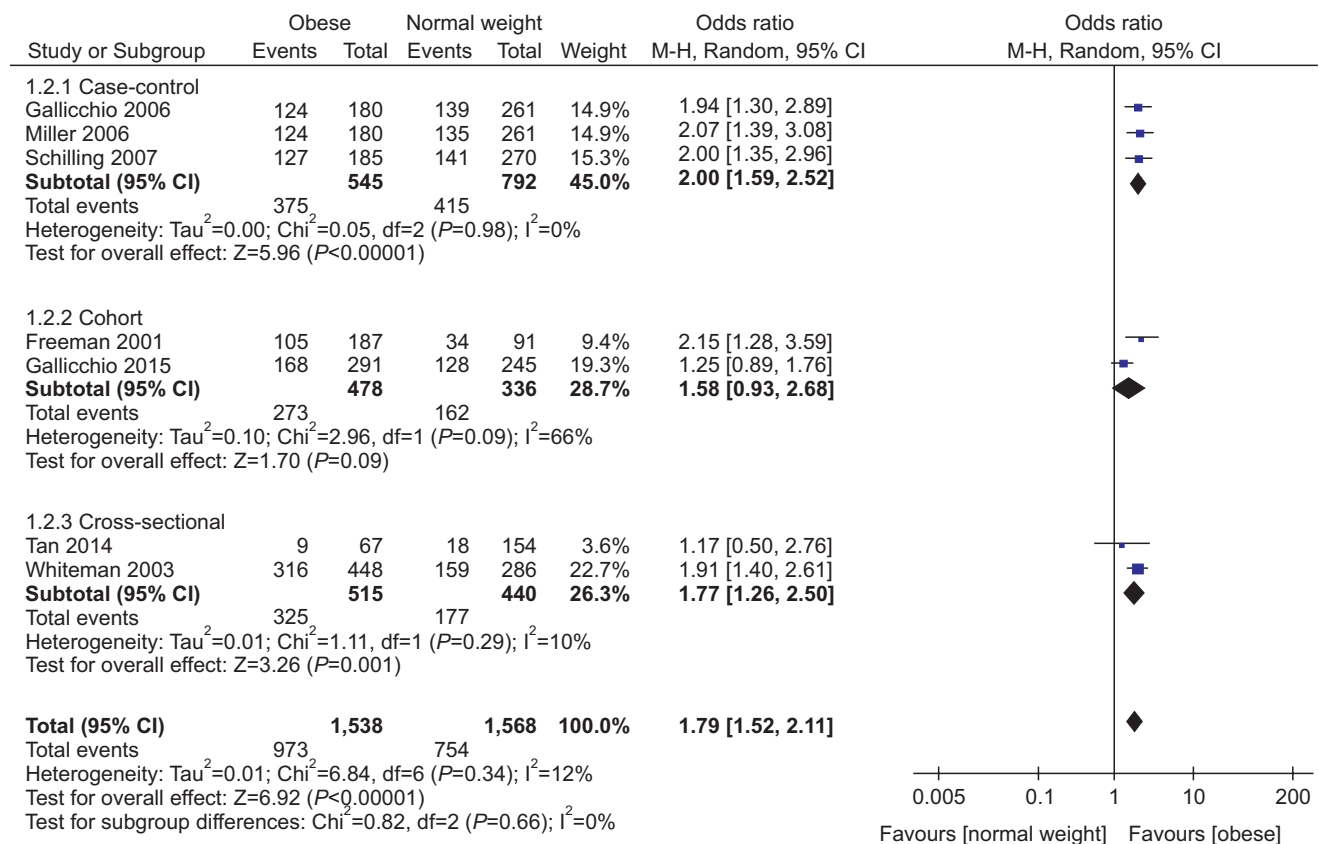 Obese Normal weight Odds ratio Odds ratio
Study or Subgroup Events Total Events Total Weight M-H, Random, 95% CI M-H, Random, 95% CI
1.2.1 Case-control
Gallicchio 2006 124 180 139 261 14.9% 1.94 [1.30, 2.89]
Miller 2006 124 180 135 261 14.9% 2.07 [1.39, 3.08]
Schilling 2007 127 185 141 270 15.3% 2.00 [1.35, 2.96]
Subtotal (95% CI) 545 792 45.0% 2.00 [1.59, 2.52]
Total events 375 415
Heterogeneity: Tau²=0.00; Chi²=0.05, df=2 (P=0.98); I²=0%
Test for overall effect: Z=5.96 (P<0.00001)
1.2.2 Cohort
Freeman 2001 105 187 34 91 9.4% 2.15 [1.28, 3.59]
Gallicchio 2015 168 291 128 245 19.3% 1.25 [0.89, 1.76]
Subtotal (95% CI) 478 336 28.7% 1.58 [0.93, 2.68]
Total events 273 162
Heterogeneity: Tau²=0.10; Chi²=2.96, df=1 (P=0.09); I²=66%
Test for overall effect: Z=1.70 (P=0.09)
1.2.3 Cross-sectional
Tan 2014 9 67 18 154 3.6% 1.17 [0.50, 2.76]
Whiteman 2003 316 448 159 286 22.7% 1.91 [1.40, 2.61]
Subtotal (95% CI) 515 440 26.3% 1.77 [1.26, 2.50]
Total events 325 177
Heterogeneity: Tau²=0.01; Chi²=1.11, df=1 (P=0.29); I²=10%
Test for overall effect: Z=3.26 (P=0.001)
Total (95% CI) 1,538 1,568 100.0% 1.79 [1.52, 2.11]
Total events 973 754
Heterogeneity: Tau²=0.01; Chi²=6.84, df=6 (P=0.34); I²=12%
Test for overall effect: Z=6.92 (P<0.00001)
Test for subgroup differences: Chi²=0.82, df=2 (P=0.66); I²=0%
0.005 0.1 1 10 200
Favours [normal weight] Favours [obese]